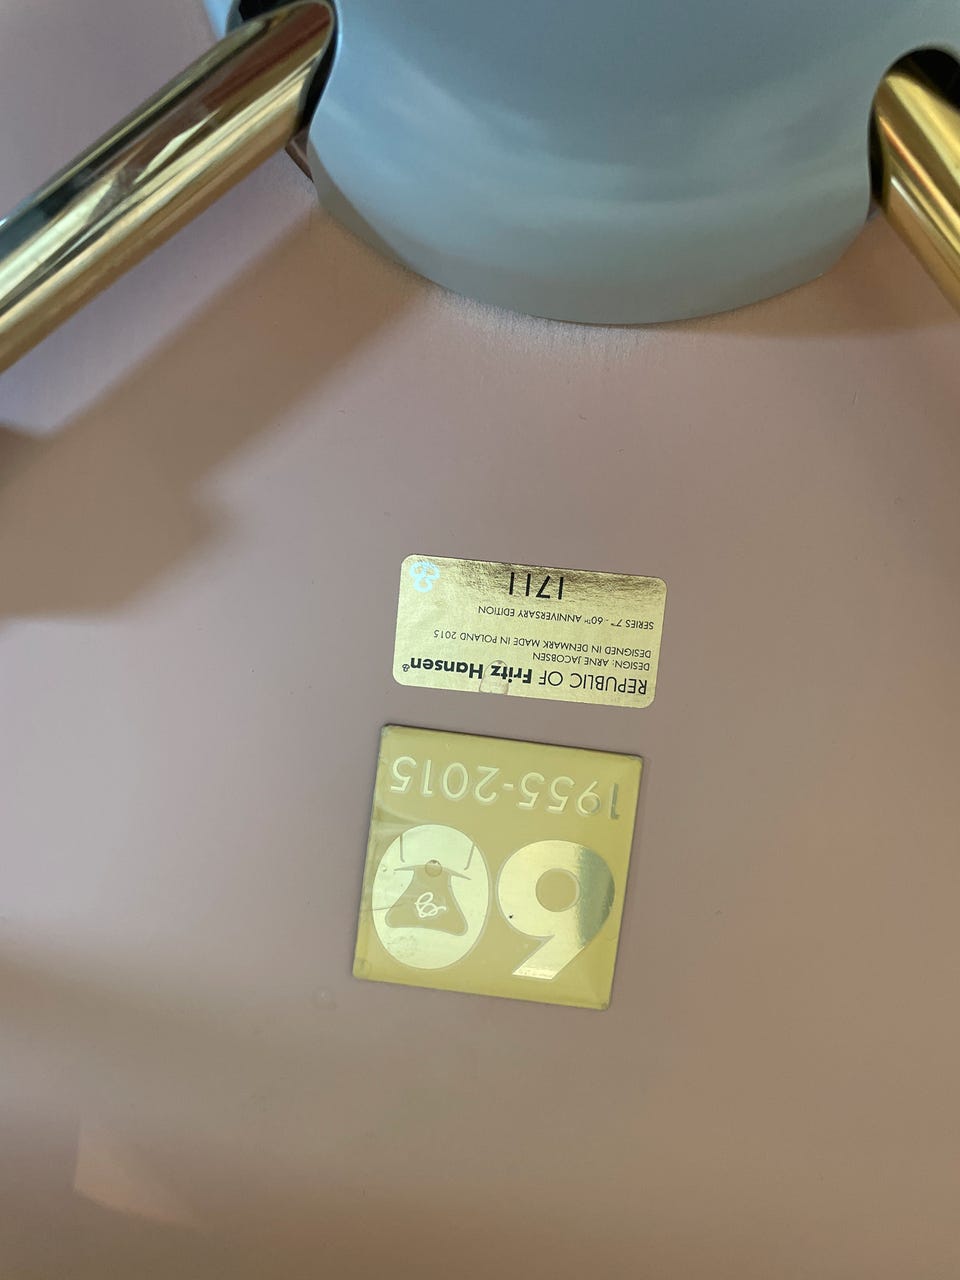 REPUBLIC OF Fritz Hansen®
DESIGN: ARNE JACOBSEN
DESIGNED IN DENMARK MADE IN POLAND 2015
SERIES 7™ - 60TH ANNIVERSARY EDITION
1711
60
1955-2015